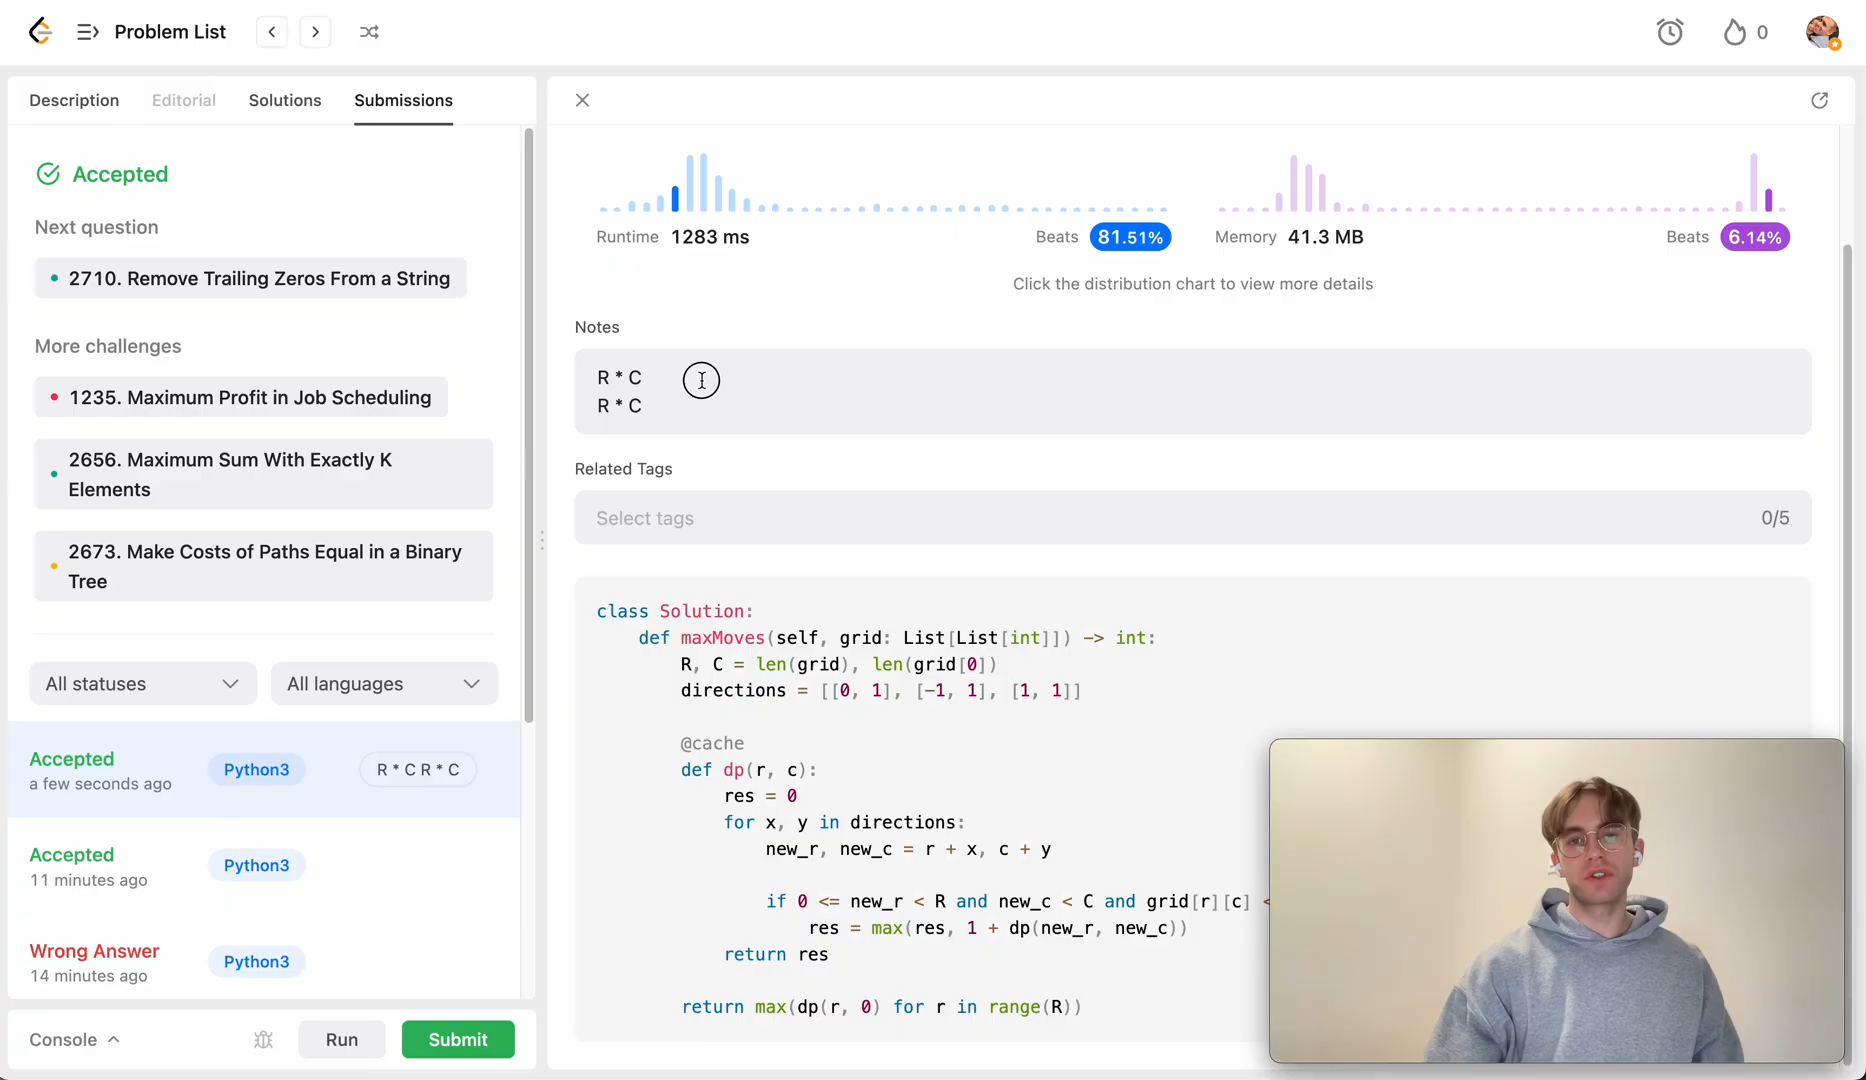 Problem List
0
Description
Editorial
Solutions
Submissions
Accepted
Next question
2710. Remove Trailing Zeros From a String
More challenges
1235. Maximum Profit in Job Scheduling
2656. Maximum Sum With Exactly K
Elements
2673. Make Costs of Paths Equal in a Binary
Tree
All statuses
All languages
Accepted
a few seconds ago
Python3
R * C R * C
Accepted
11 minutes ago
Python3
Wrong Answer
14 minutes ago
Python3
Console
Run
Submit
Runtime 1283 ms
Beats 81.51%
Memory 41.3 MB
Beats 6.14%
Click the distribution chart to view more details
Notes
R * C
R * C
Related Tags
Select tags
0/5
class Solution:
def maxMoves(self, grid: List[List[int]]) -> int:
R, C = len(grid), len(grid[0])
directions = [[0, 1], [-1, 1], [1, 1]]
@cache
def dp(r, c):
res = 0
for x, y in directions:
new_r, new_c = r + x, c + y
if 0 <= new_r < R and new_c < C and grid[r][c] <
res = max(res, 1 + dp(new_r, new_c))
return res
return max(dp(r, 0) for r in range(R))